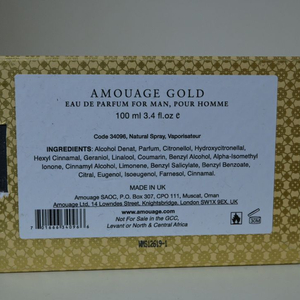 AMOUAGE GOLD
EAU DE PARFUM FOR MAN, POUR HOMME
100 ml 3.4 fl.oz ¢
Code 34096, Natural Spray, Vaporisateur
INGREDIENTS: Alcohol Denat, Parfum, Citronellol, Hydroxycitronellal,
Hexyl Cinnamal, Geraniol, Linalool, Coumarin, Benzyl Alcohol, Alpha-Isomethyl
Ionone, Cinnamyl Alcohol, Limonene, Benzyl Salicylate, Benzyl Benzoate,
Citral, Eugenol, Isoeugenol, Farnesol, Cinnamal.
MADE IN UK
Amouage SAOC, P.O Box 307, CPO 111, Muscat, Oman
Amouage Ltd, 14 Lowndes Street, Knightsbridge, London SW1X 9EX, UK
www.amouage.com
Not For Sale in the GCC,
Levant or North & Central Africa